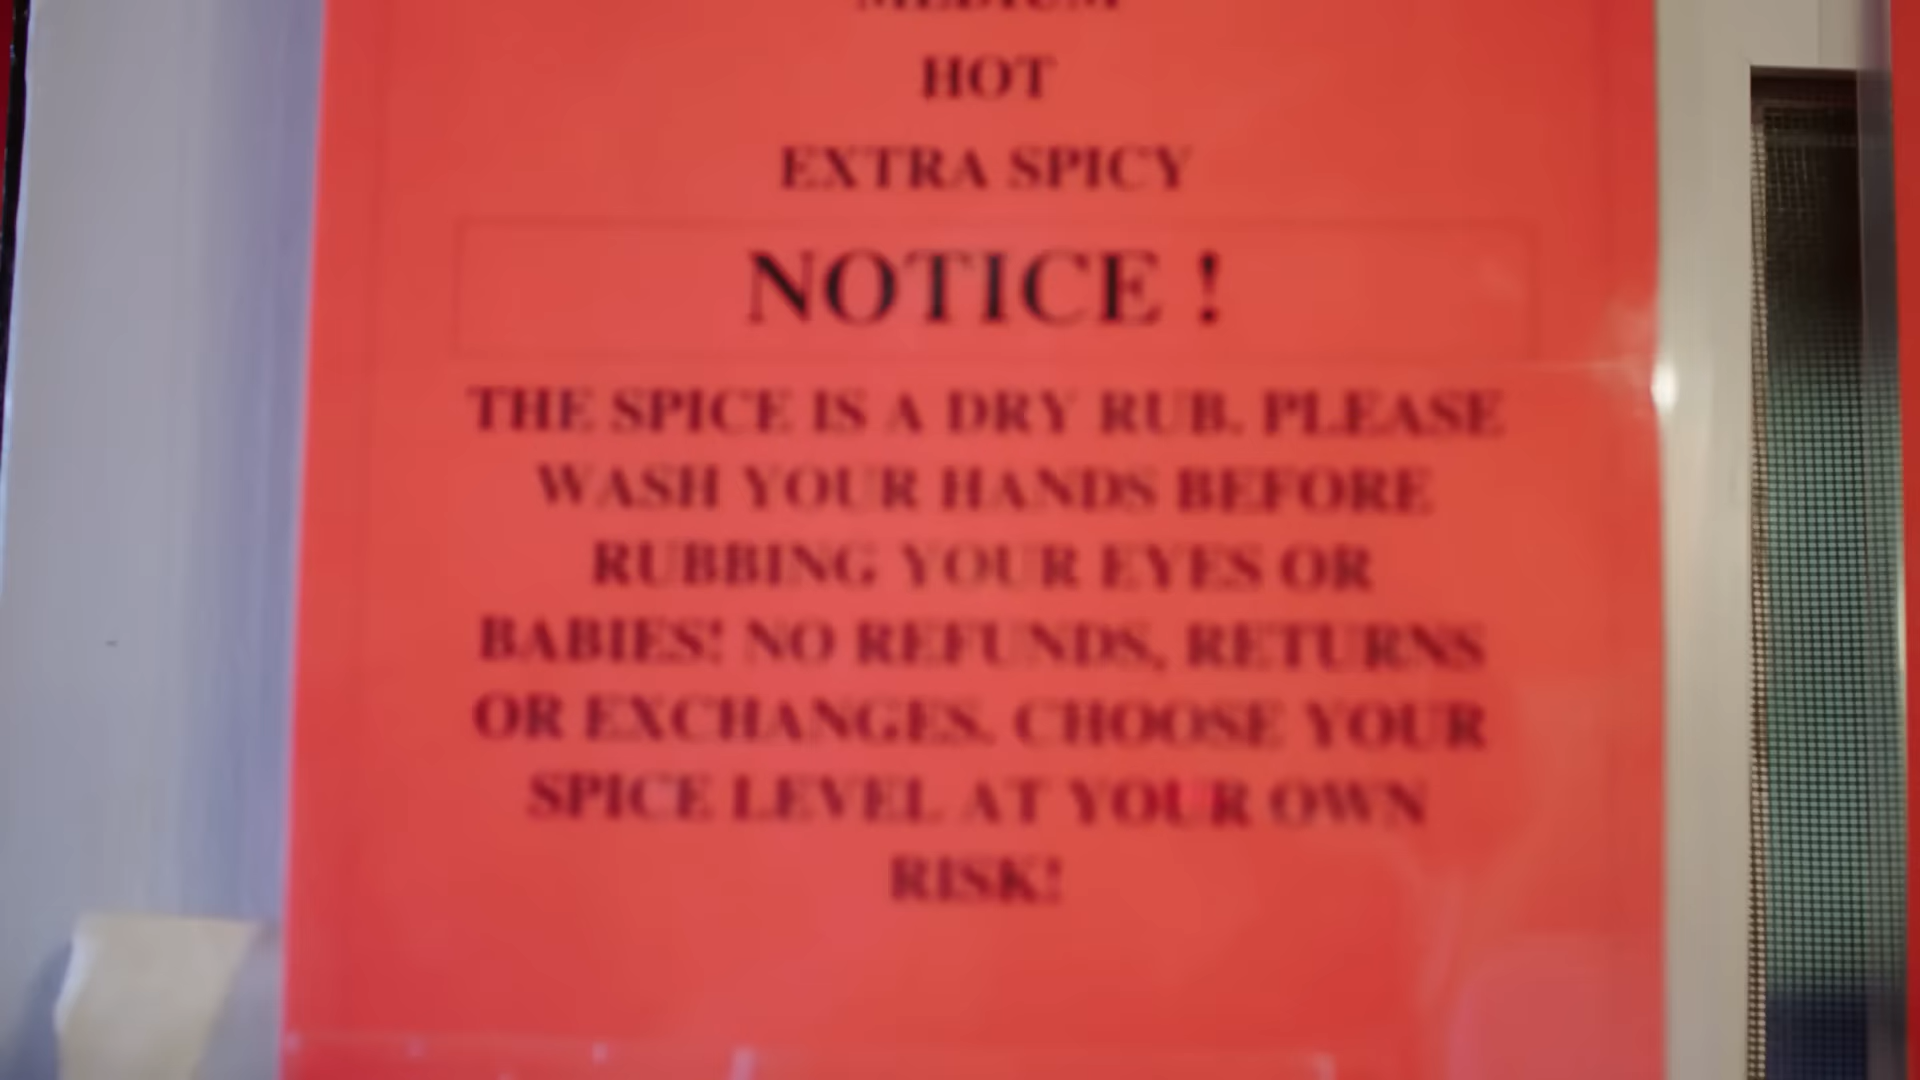 MEDIUM
HOT
EXTRA SPICY
NOTICE !
THE SPICE IS A DRY RUB. PLEASE
WASH YOUR HANDS BEFORE
RUBBING YOUR EYES OR
BABIES! NO REFUNDS, RETURNS
OR EXCHANGES. CHOOSE YOUR
SPICE LEVEL AT YOUR OWN
RISK!